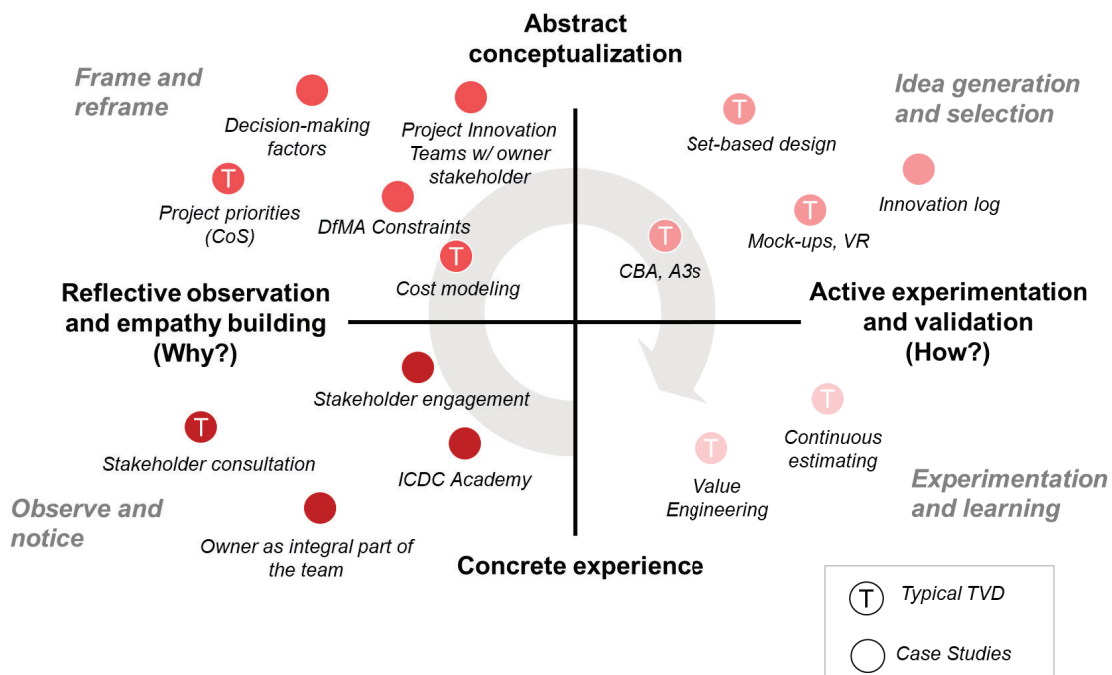 Abstract
conceptualization
Frame and
reframe
Idea generation
and selection
Decision-making
factors
Project Innovation
Teams w/ owner
stakeholder
T
Set-based design
T
Project priorities
(CoS)
DfMA Constraints
Innovation log
T
Mock-ups, VR
T
Cost modeling
T
CBA, A3s
Reflective observation
and empathy building
(Why?)
Active experimentation
and validation
(How?)
Stakeholder engagement
T
Stakeholder consultation
ICDC Academy
T
Continuous
estimating
T
Value
Engineering
Observe and
notice
Owner as integral part of
the team
Experimentation
and learning
Concrete experience
T
Typical TVD
Case Studies